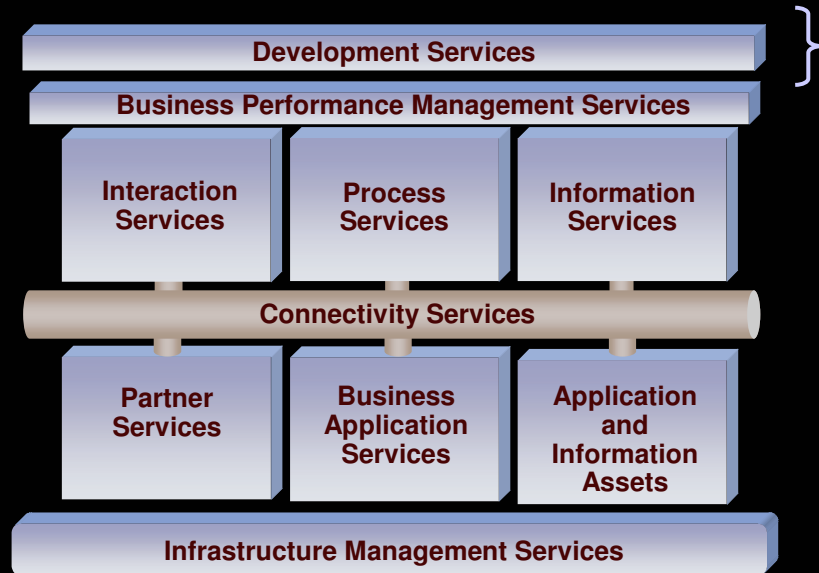 Development Services
Business Performance Management Services
Interaction
Services
Process
Services
Information
Services
Connectivity Services
Partner
Services
Business
Application
Services
Application
and
Information
Assets
Infrastructure Management Services